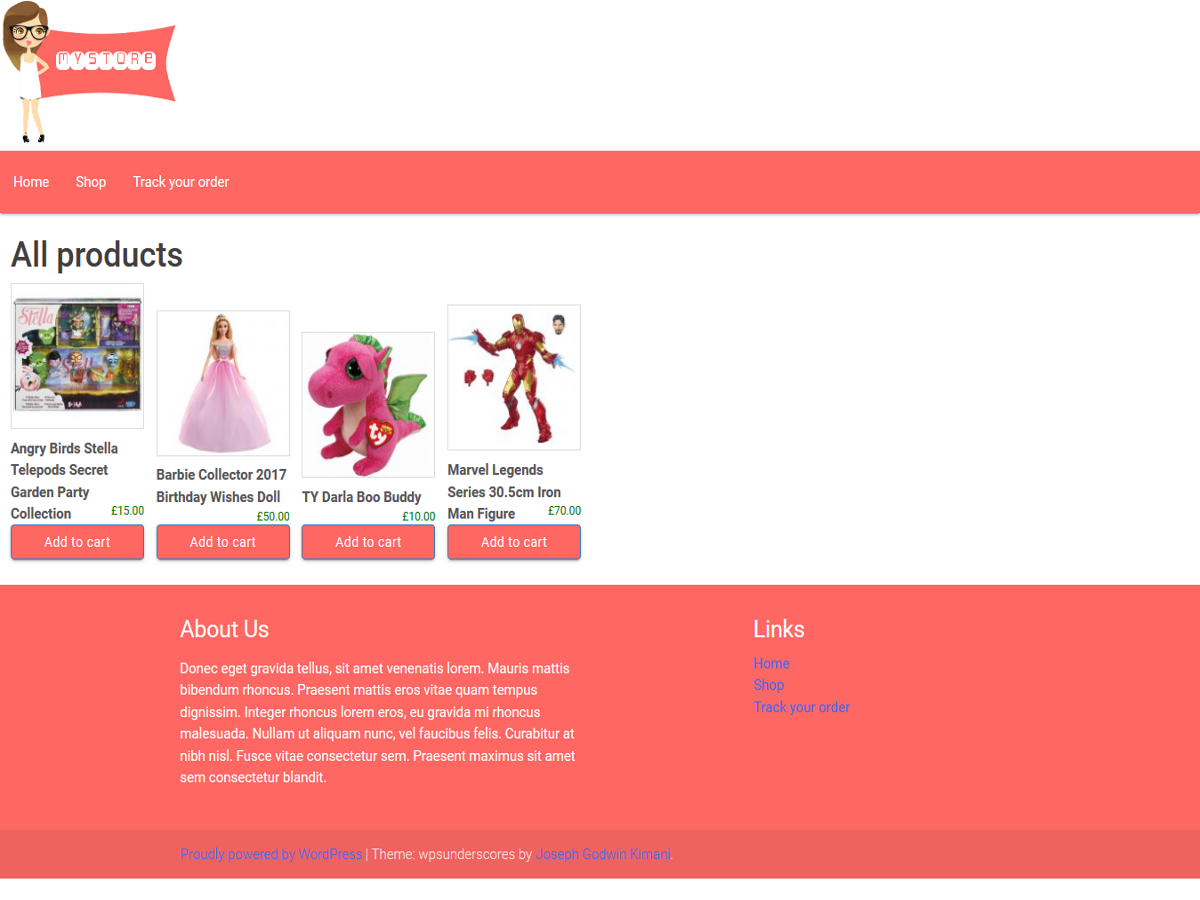 MYSTORE
Home Shop Track your order
All products
Stella
Angry Birds Stella
Telepods Secret
Garden Party
Collection £15.00
Add to cart
Barbie Collector 2017
Birthday Wishes Doll
£50.00
Add to cart
ty
TY Darla Boo Buddy
£10.00
Add to cart
Marvel Legends
Series 30.5cm Iron
Man Figure £70.00
Add to cart
About Us
Donec eget gravida tellus, sit amet venenatis lorem. Mauris mattis
bibendum rhoncus. Praesent mattis eros vitae quam tempus
dignissim. Integer rhoncus lorem eros, eu gravida mi rhoncus
malesuada. Nullam ut aliquam nunc, vel faucibus felis. Curabitur at
nibh nisl. Fusce vitae consectetur sem. Praesent maximus sit amet
sem consectetur blandit.
Links
Home
Shop
Track your order
Proudly powered by WordPress | Theme: wpsunderscores by Joseph Godwin Kimani.